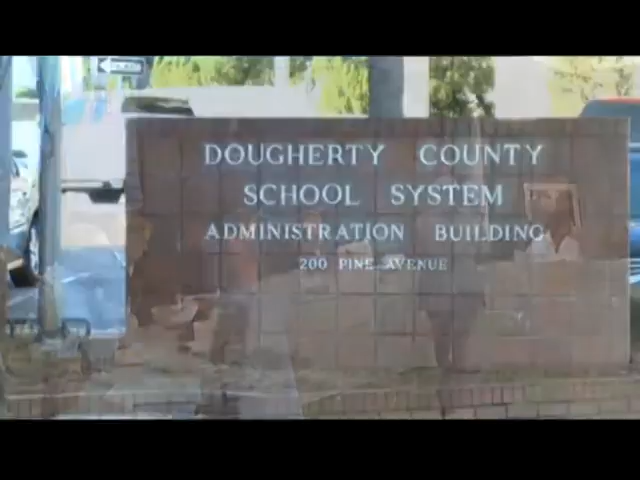 DOUGHERTY COUNTY
SCHOOL SYSTEM
ADMINISTRATION BUILDING
200 PINE AVENUE